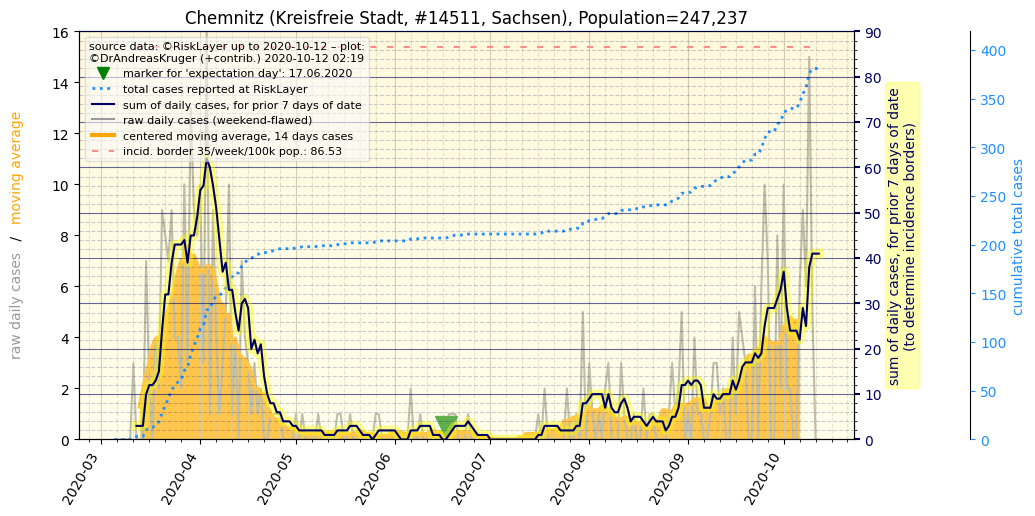 Chemnitz (Kreisfreie Stadt, #14511, Sachsen), Population=247,237
source data: ©RiskLayer up to 2020-10-12 – plot:
©DrAndreasKruger (+contrib.) 2020-10-12 02:19
marker for 'expectation day': 17.06.2020
total cases reported at RiskLayer
sum of daily cases, for prior 7 days of date
raw daily cases (weekend-flawed)
centered moving average, 14 days cases
incid. border 35/week/100k pop.: 86.53
raw daily cases / moving average
16
14
12
10
8
6
4
2
0
2020-03
2020-04
2020-05
2020-06
2020-07
2020-08
2020-09
2020-10
90
80
70
60
50
40
30
20
10
0
sum of daily cases, for prior 7 days of date
(to determine, incidence borders)
400
350
300
250
200
150
100
50
0
cumulative total cases